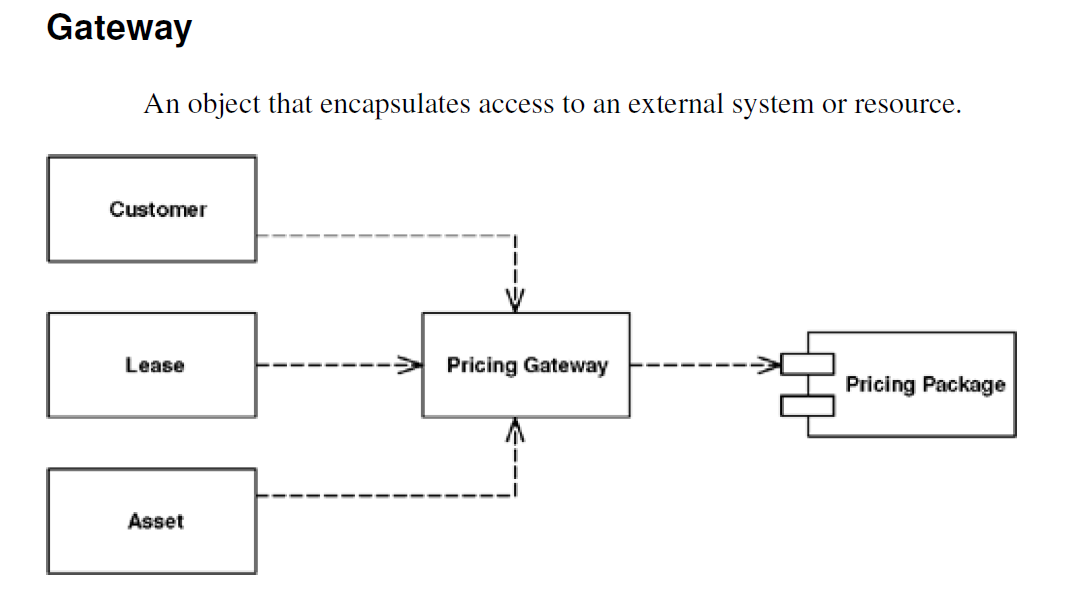 Gateway
An object that encapsulates access to an external system or resource.
Customer
Lease
Pricing Gateway
Pricing Package
Asset